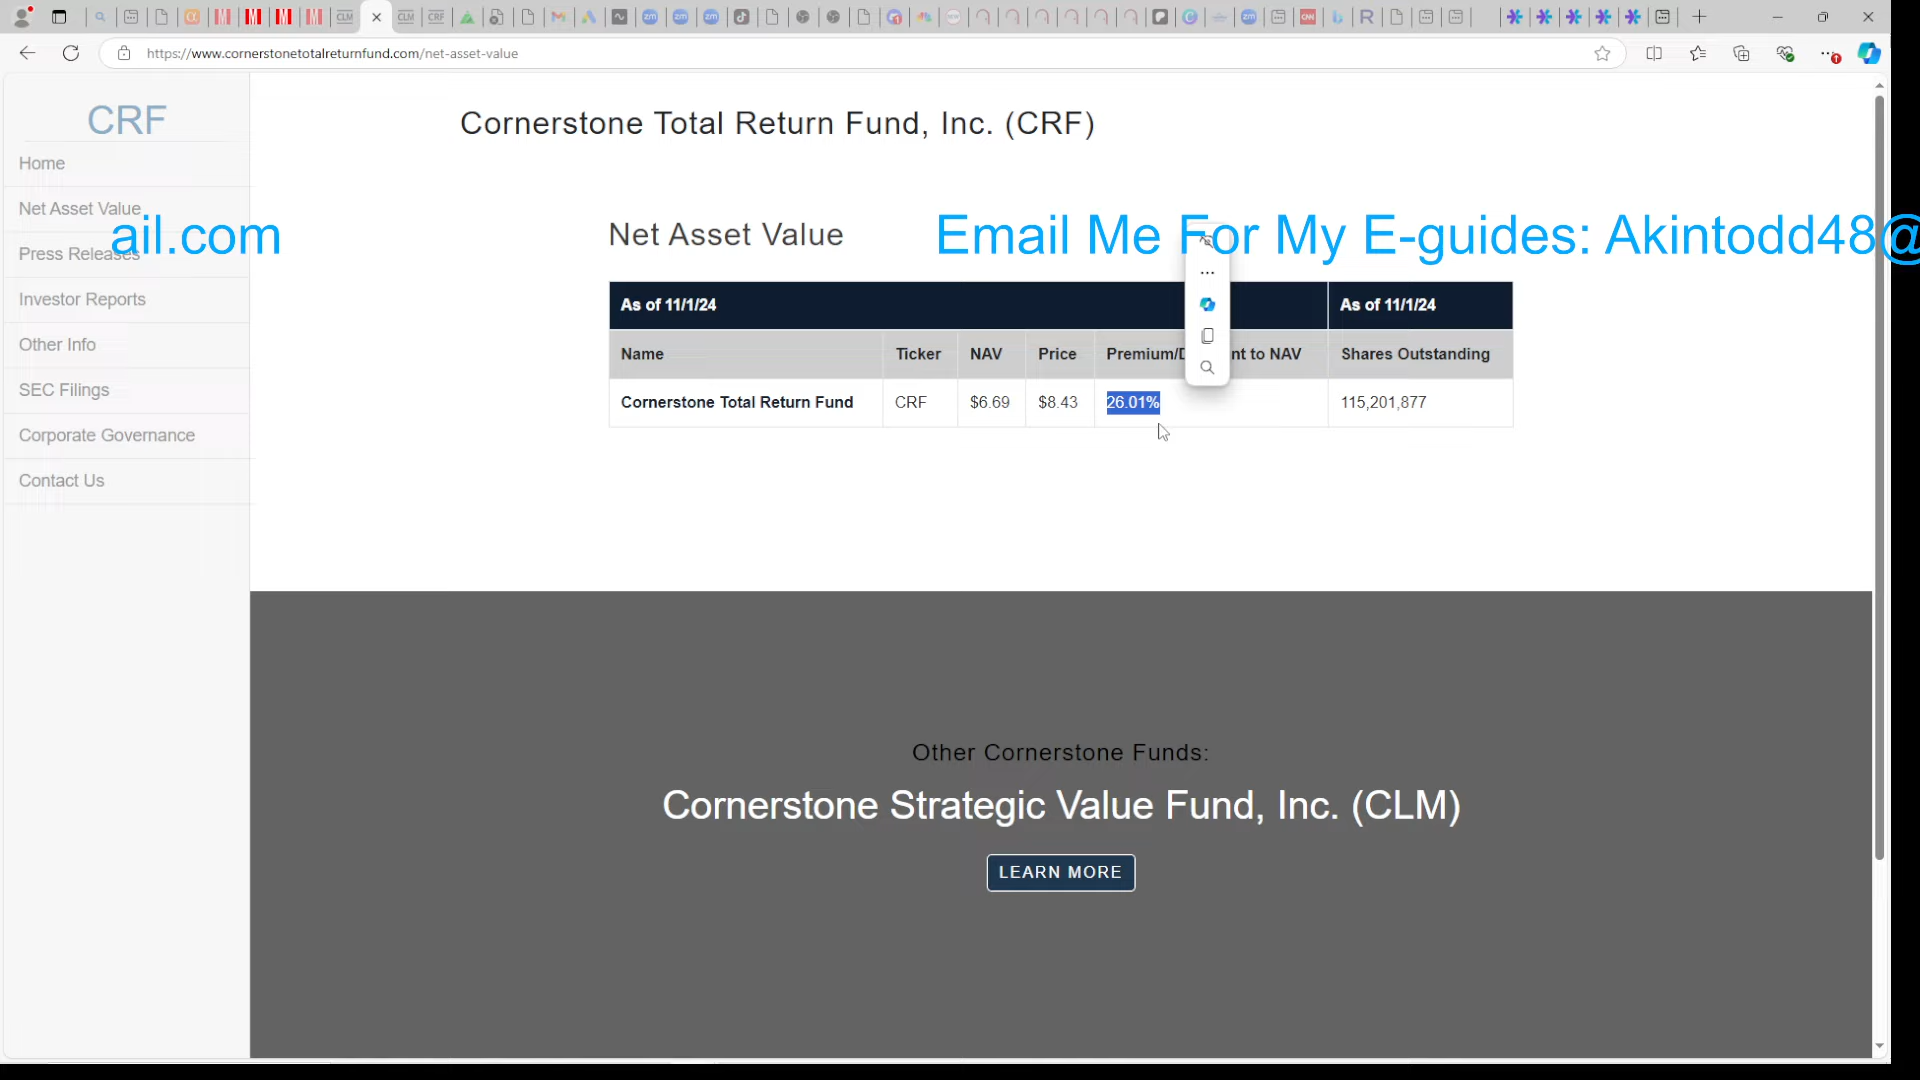 https://www.cornerstonetotalreturnfund.com/net-asset-value
CRF
Home
Net Asset Value
Press Releases
Investor Reports
Other Info
SEC Filings
Corporate Governance
Contact Us
Cornerstone Total Return Fund, Inc. (CRF)
Net Asset Value
ail.com
Email Me For My E-guides: Akintodd48@
As of 11/1/24 As of 11/1/24
Name Ticker NAV Price Premium/D nt to NAV Shares Outstanding
Cornerstone Total Return Fund CRF $6.69 $8.43 26.01% 115,201,877
Other Cornerstone Funds:
Cornerstone Strategic Value Fund, Inc. (CLM)
LEARN MORE